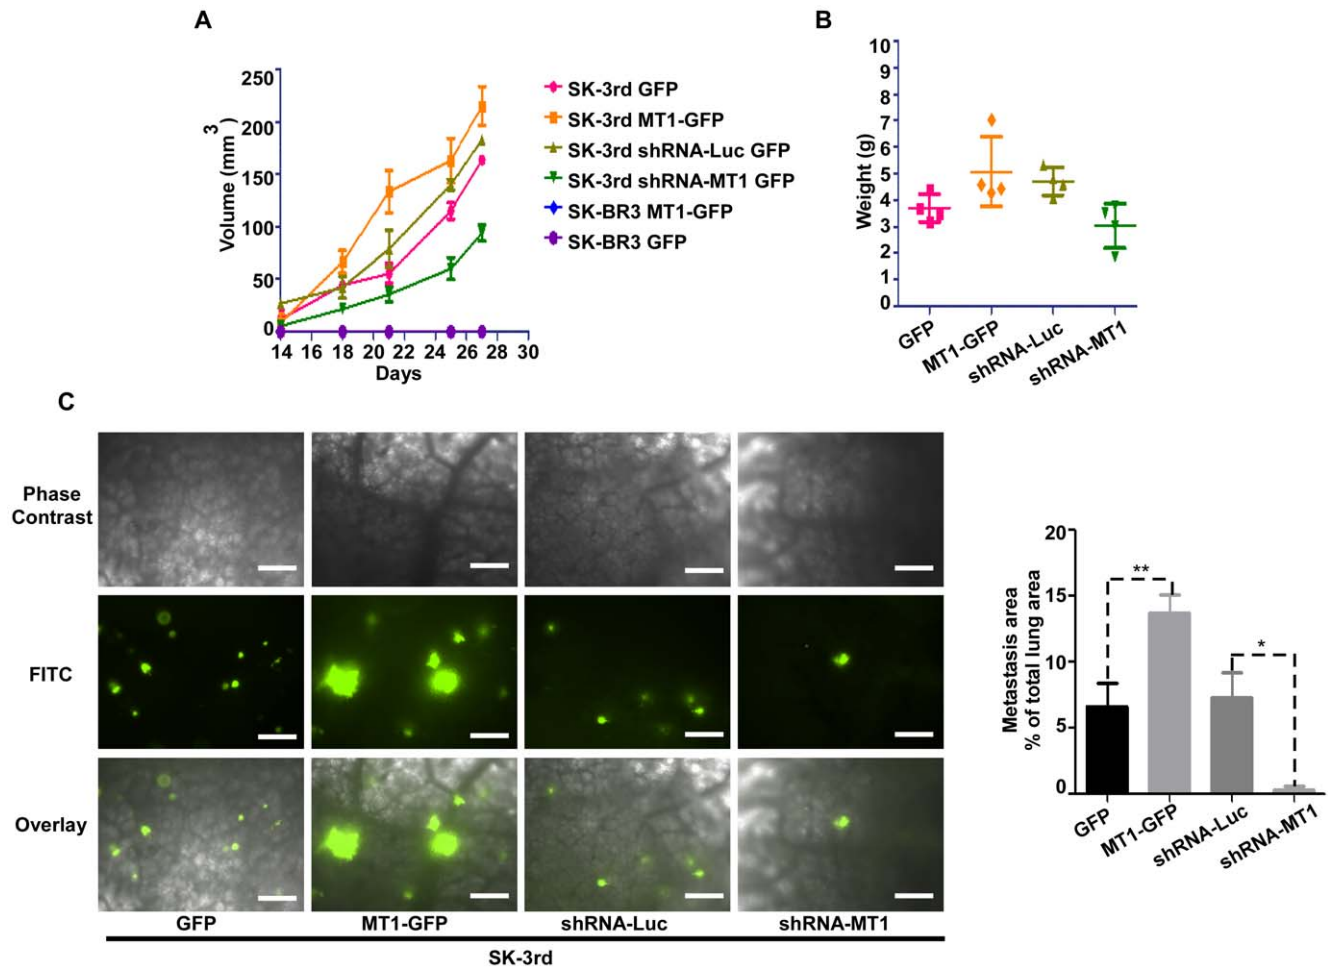 A
250
200
150
100
50
0
Volume (mm3)
14 16 18 20 22 24 26 28 30
Days
SK-3rd GFP
SK-3rd MT1-GFP
SK-3rd shRNA-Luc GFP
SK-3rd shRNA-MT1 GFP
SK-BR3 MT1-GFP
SK-BR3 GFP
B
10
9
8
7
6
5
4
3
2
1
0
Weight (g)
GFP
MT1-GFP
shRNA-Luc
shRNA-MT1
C
Phase
Contrast
FITC
Overlay
GFP MT1-GFP shRNA-Luc shRNA-MT1
SK-3rd
Metastasis area
% of total lung area
20
15
10
5
0
**
*
GFP
MT1-GFP
shRNA-Luc
shRNA-MT1